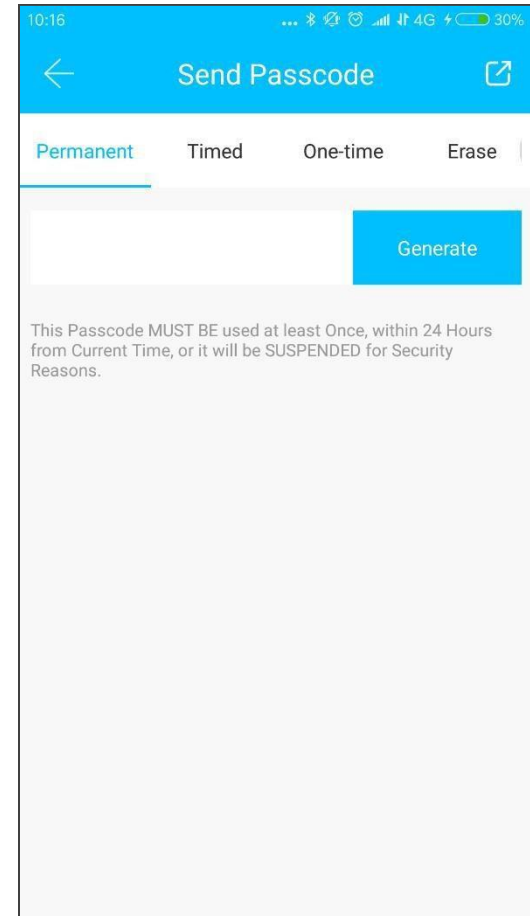 10:16 ... 4G 30%
Send Passcode
Permanent Timed One-time Erase
Generate
This Passcode MUST BE used at least Once, within 24 Hours
from Current Time, or it will be SUSPENDED for Security
Reasons.